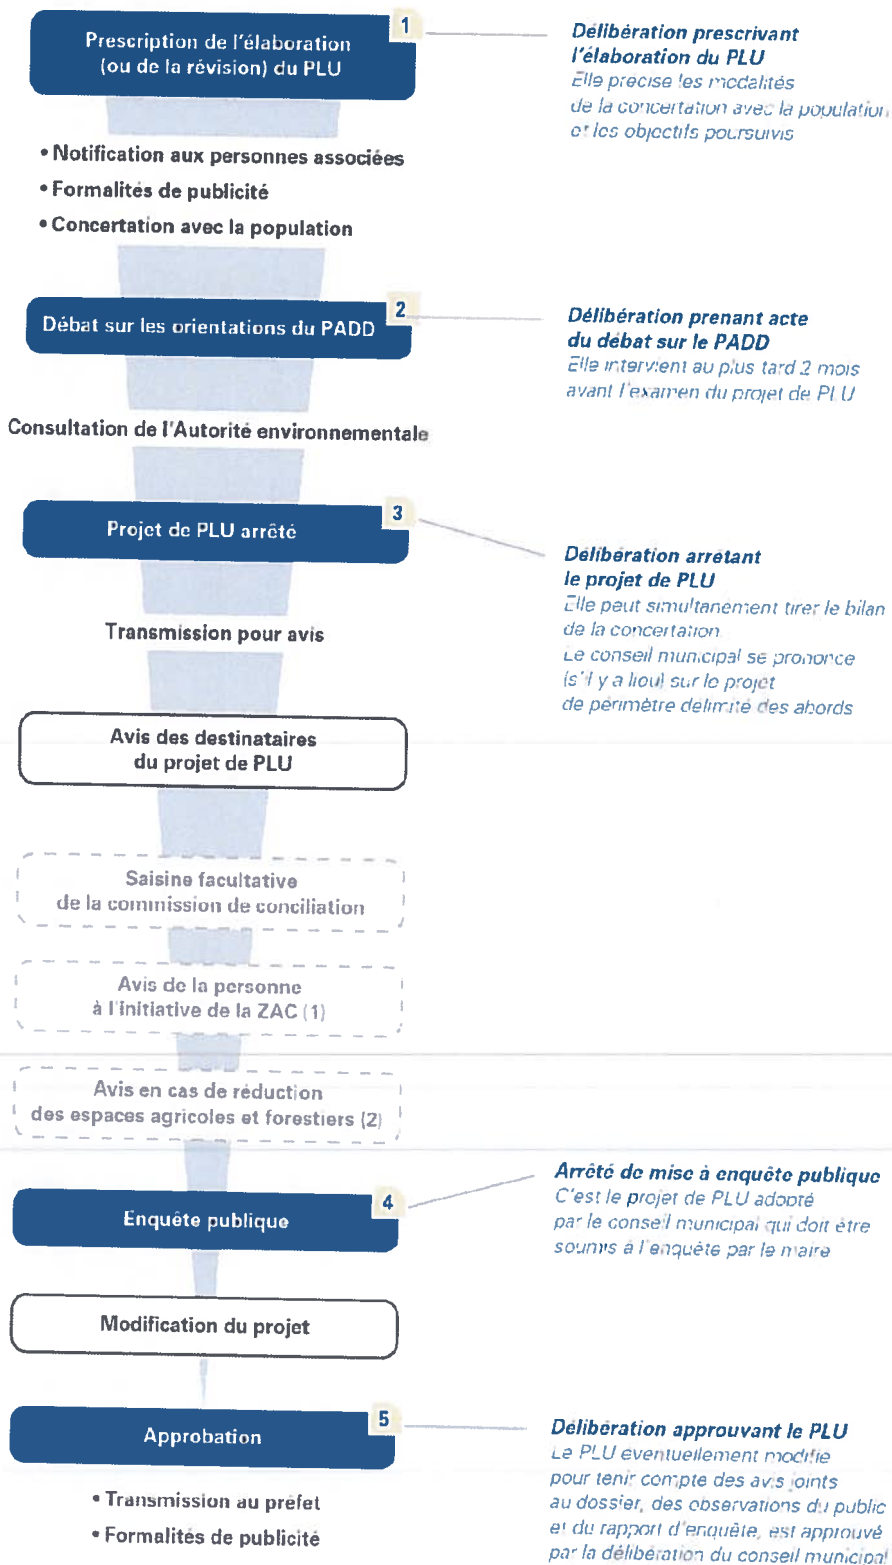 Prescription de l'élaboration
(ou de la révision) du PLU
1
Délibération prescrivant
l'élaboration du PLU
Elle précise les modalités
de la concertation avec la population
et les objectifs poursuivis
• Notification aux personnes associées
• Formalités de publicité
• Concertation avec la population
Débat sur les orientations du PADD
2
Délibération prenant acte
du débat sur le PADD
Elle intervient au plus tard 2 mois
avant l'examen du projet de PLU
Consultation de l'Autorité environnementale
Projet de PLU arrêté
3
Délibération arrêtant
le projet de PLU
Elle peut simultanément tirer le bilan
de la concertation
Le conseil municipal se prononce
(s'il y a lieu) sur le projet
de périmètre délimité des abords
Transmission pour avis
Avis des destinataires
du projet de PLU
Saisine facultative
de la commission de conciliation
Avis de la personne
à l'initiative de la ZAC (1)
Avis en cas de réduction
des espaces agricoles et forestiers (2)
Enquête publique
4
Arrêté de mise à enquête publique
C'est le projet de PLU adopté
par le conseil municipal qui doit être
soumis à l'enquête par le maire
Modification du projet
Approbation
5
Délibération approuvant le PLU
Le PLU éventuellement modifié
pour tenir compte des avis joints
au dossier, des observations du public
et du rapport d'enquête, est approuvé
par la délibération du conseil municipal
• Transmission au préfet
• Formalités de publicité